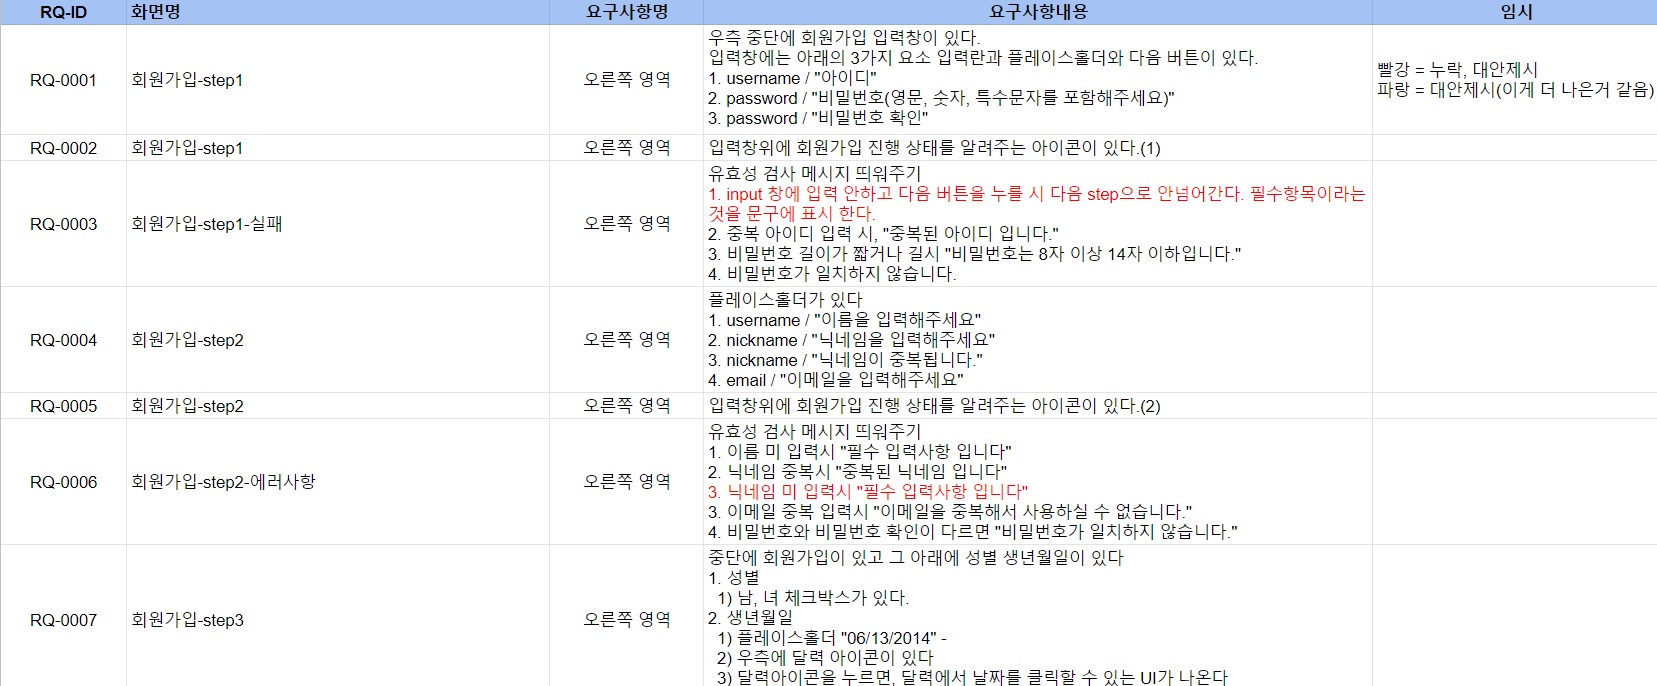 RQ-ID 화면명 요구사항명 요구사항내용 임시
RQ-0001 회원가입-step1 오른쪽 영역
우측 중단에 회원가입 입력창이 있다.
입력창에는 아래의 3가지 요소 입력란과 플레이스홀더와 다음 버튼이 있다.
1. username / "아이디"
2. password / "비밀번호(영문, 숫자, 특수문자를 포함해주세요)"
3. password / "비밀번호 확인"
빨강 = 누락, 대안제시
파랑 = 대안제시(이게 더 나은거 같음)
RQ-0002 회원가입-step1 오른쪽 영역 입력창위에 회원가입 진행 상태를 알려주는 아이콘이 있다.(1)
RQ-0003 회원가입-step1-실패 오른쪽 영역
유효성 검사 메시지 띄워주기
1. input 창에 입력 안하고 다음 버튼을 누를 시 다음 step으로 안넘어간다. 필수항목이라는
것을 문구에 표시 한다.
2. 중복 아이디 입력 시, "중복된 아이디 입니다."
3. 비밀번호 길이가 짧거나 길시 "비밀번호는 8자 이상 14자 이하입니다."
4. 비밀번호가 일치하지 않습니다.
RQ-0004 회원가입-step2 오른쪽 영역
플레이스홀더가 있다
1. username / "이름을 입력해주세요"
2. nickname / "닉네임을 입력해주세요"
3. nickname / "닉네임이 중복됩니다."
4. email / "이메일을 입력해주세요"
RQ-0005 회원가입-step2 오른쪽 영역 입력창위에 회원가입 진행 상태를 알려주는 아이콘이 있다.(2)
RQ-0006 회원가입-step2-에러사항 오른쪽 영역
유효성 검사 메시지 띄워주기
1. 이름 미 입력시 "필수 입력사항 입니다"
2. 닉네임 중복시 "중복된 닉네임 입니다"
3. 닉네임 미 입력시 "필수 입력사항 입니다"
3. 이메일 중복 입력시 "이메일을 중복해서 사용하실 수 없습니다."
4. 비밀번호와 비밀번호 확인이 다르면 "비밀번호가 일치하지 않습니다."
RQ-0007 회원가입-step3 오른쪽 영역
중단에 회원가입이 있고 그 아래에 성별 생년월일이 있다
1. 성별
1) 남, 녀 체크박스가 있다.
2. 생년월일
1) 플레이스홀더 "06/13/2014" -
2) 우측에 달력 아이콘이 있다
3) 달력아이콘을 누르면, 달력에서 날짜를 클릭할 수 있는 UI가 나온다